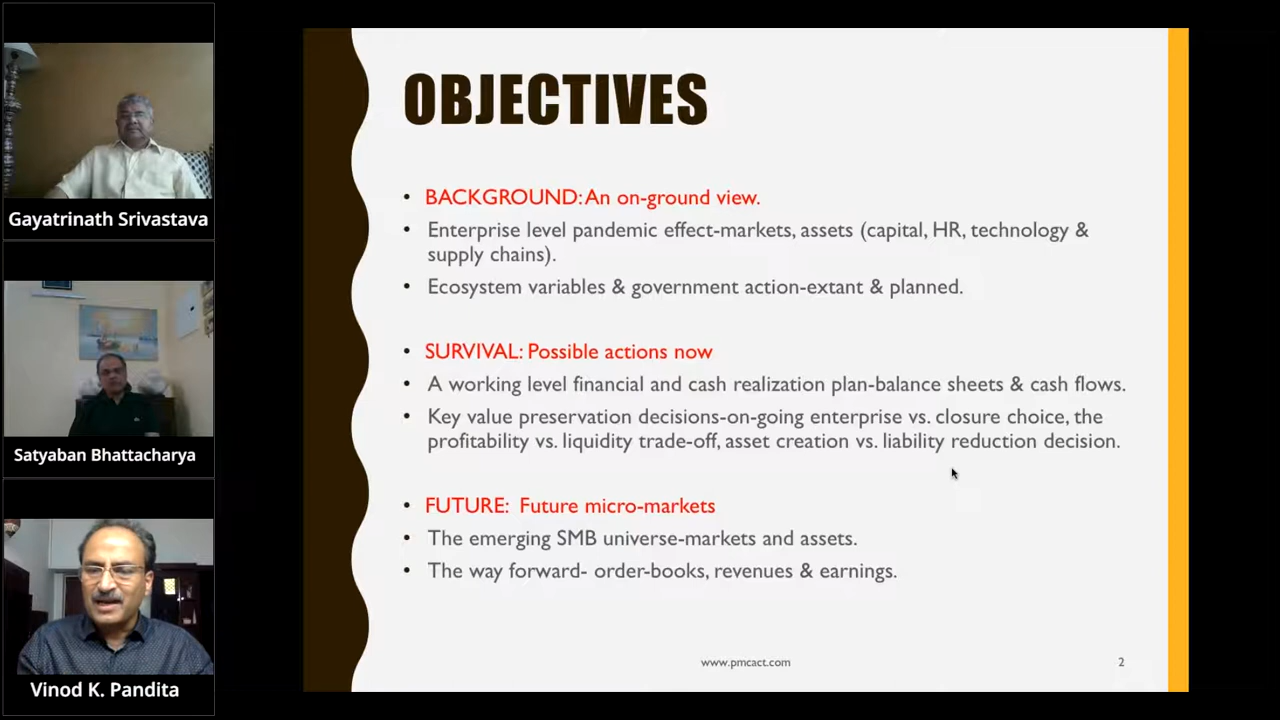 Gayatrinath Srivastava
Satyaban Bhattacharya
Vinod K. Pandita
OBJECTIVES
• BACKGROUND: An on-ground view.
• Enterprise level pandemic effect-markets, assets (capital, HR, technology &
supply chains).
• Ecosystem variables & government action-extant & planned.
• SURVIVAL: Possible actions now
• A working level financial and cash realization plan-balance sheets & cash flows.
• Key value preservation decisions-on-going enterprise vs. closure choice, the
profitability vs. liquidity trade-off, asset creation vs. liability reduction decision.
• FUTURE: Future micro-markets
• The emerging SMB universe-markets and assets.
• The way forward- order-books, revenues & earnings.
www.pmcact.com
2